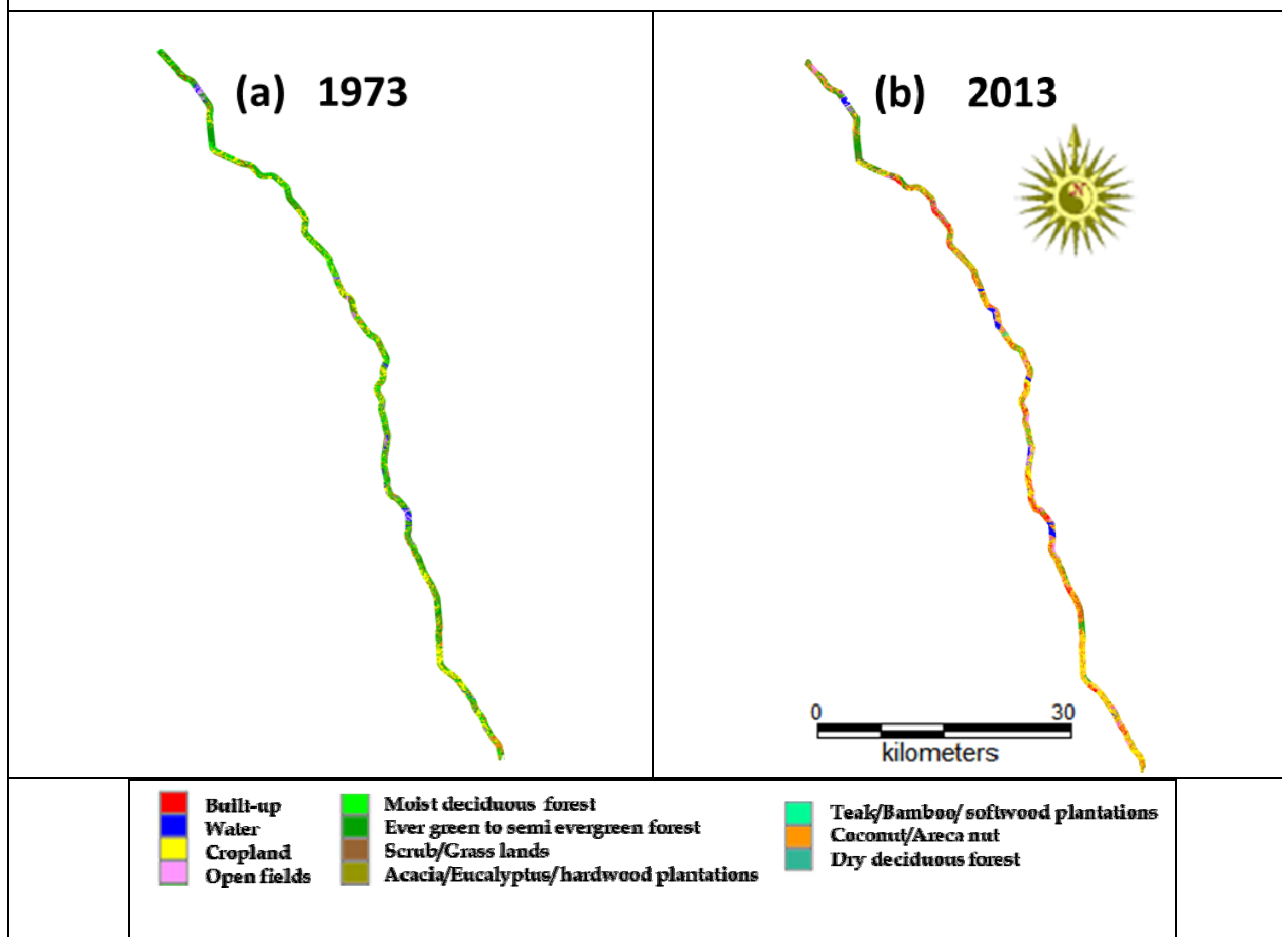 (a) 1973
(b) 2013
N
0 30
kilometers
Built-up
Water
Cropland
Open fields
Moist deciduous forest
Ever green to semi evergreen forest
Scrub/Grass lands
Acacia/Eucalyptus/hardwood plantations
Teak/Bamboo/ softwood plantations
Coconut/Areca nut
Dry deciduous forest